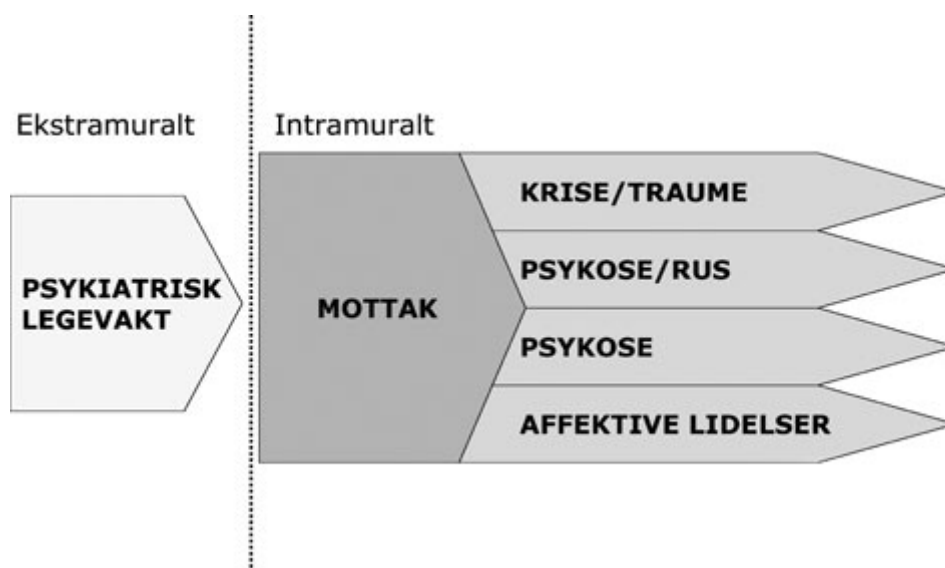 Ekstramuralt
Intramuralt
PSYKIATRISK
LEGEVAKT
MOTTAK
KRISE/TRAUME
PSYKOSE/RUS
PSYKOSE
AFFEKTIVE LIDELSER